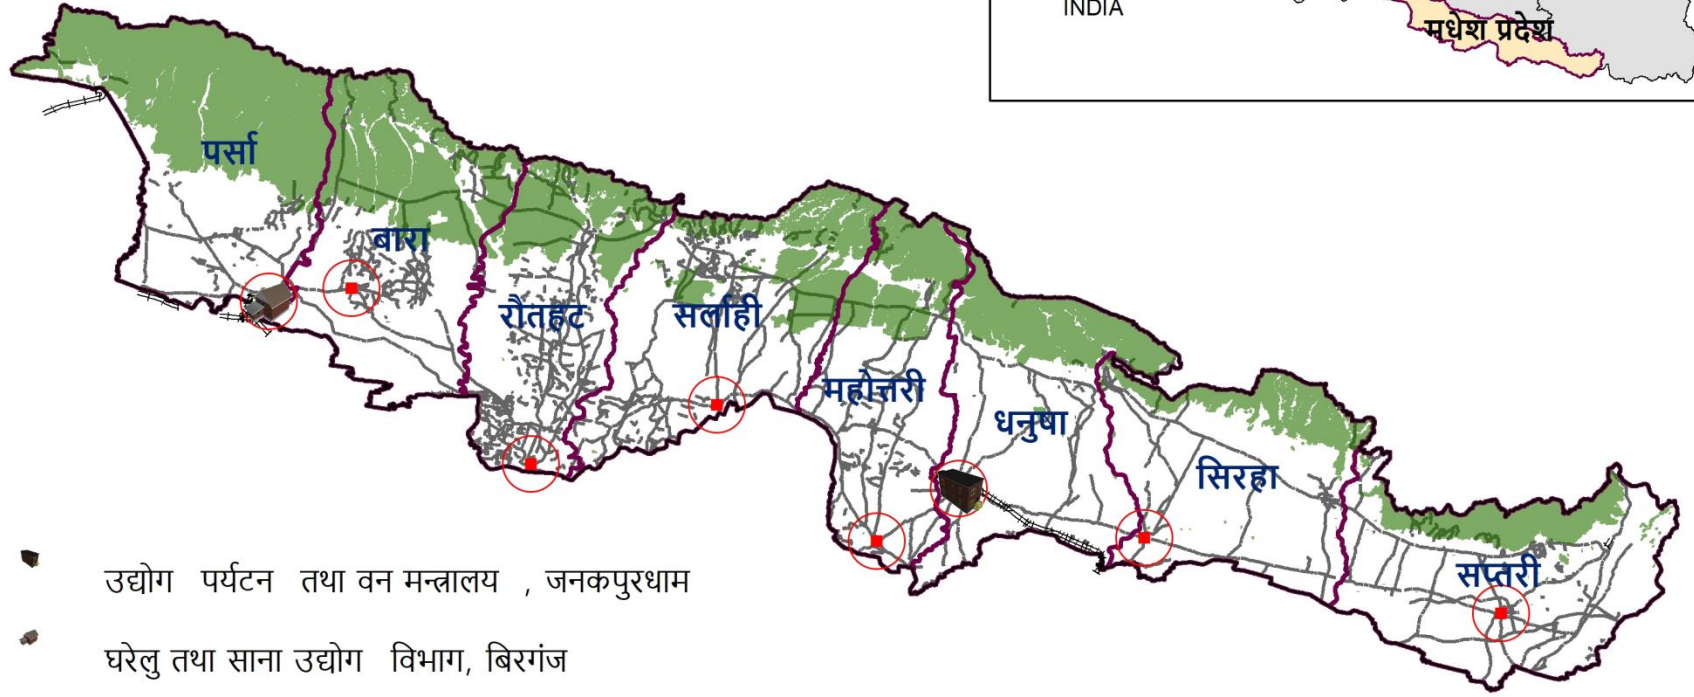 INDIA
मधेश प्रदेश
पर्सा
बारा
रौतहट
सर्लाही
महोत्तरी
धनुषा
सिरहा
सप्तरी
उद्योग पर्यटन तथा वन मन्त्रालय , जनकपुरधाम
घरेलु तथा साना उद्योग विभाग, बिरगंज